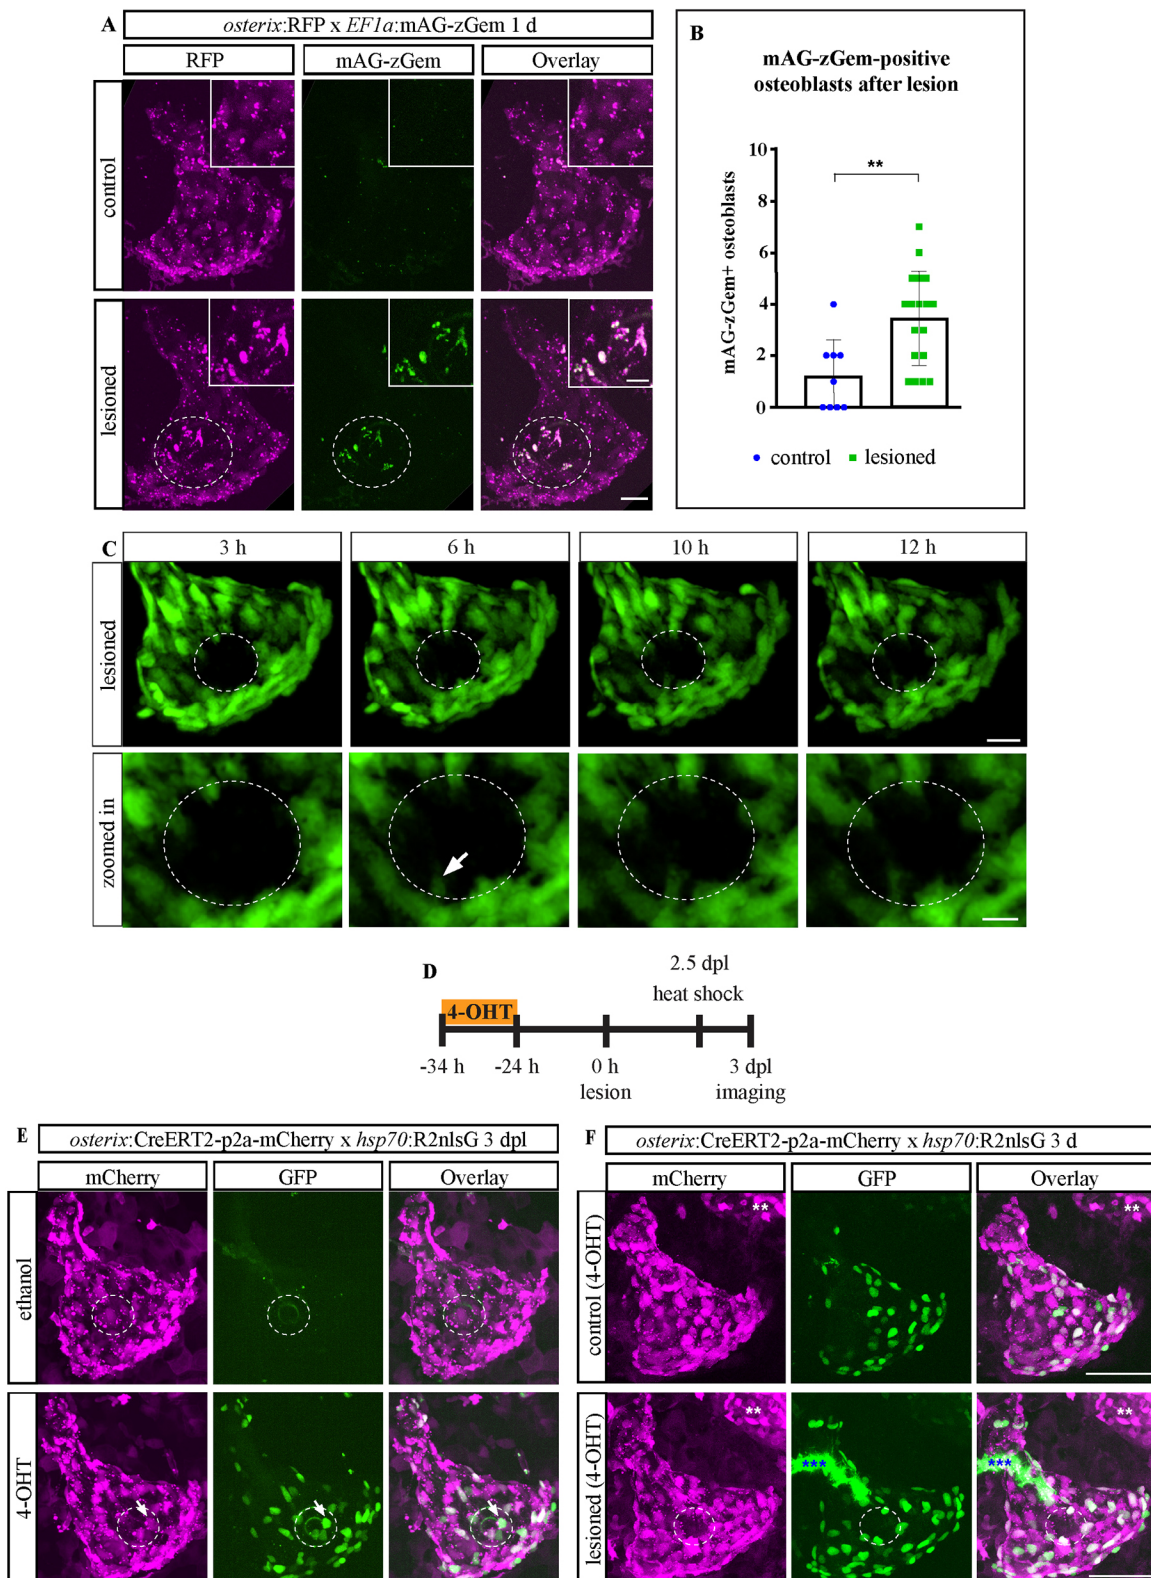 A
osterix:RFP x EF1a:mAG-zGem 1 d
RFP
mAG-zGem
Overlay
control
lesioned
B
mAG-zGem-positive
osteoblasts after lesion
mAG-zGem+ osteoblasts
10
8
6
4
2
0
**
control
lesioned
C
3 h
6 h
10 h
12 h
lesioned
zoomed in
D
2.5 dpl
heat shock
4-OHT
-34 h
-24 h
0 h
3 dpl
lesion
imaging
E
osterix:CreERT2-p2a-mCherry x hsp70:R2nlsG 3 dpl
mCherry
GFP
Overlay
ethanol
4-OHT
F
osterix:CreERT2-p2a-mCherry x hsp70:R2nlsG 3 d
mCherry
GFP
Overlay
control (4-OHT)
**
**
lesioned (4-OHT)
**
***
***
**